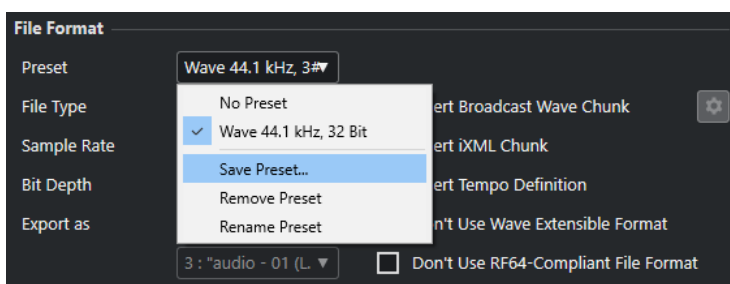 File Format
Preset
Wave 44.1 kHz, 3
File Type
No Preset
ert Broadcast Wave Chunk
Wave 44.1 kHz, 32 Bit
Sample Rate
ert iXML Chunk
Save Preset...
Bit Depth
ert Tempo Definition
Remove Preset
Export as
Rename Preset
n't Use Wave Extensible Format
3 : "audio - 01 (L.
Don't Use RF64-Compliant File Format